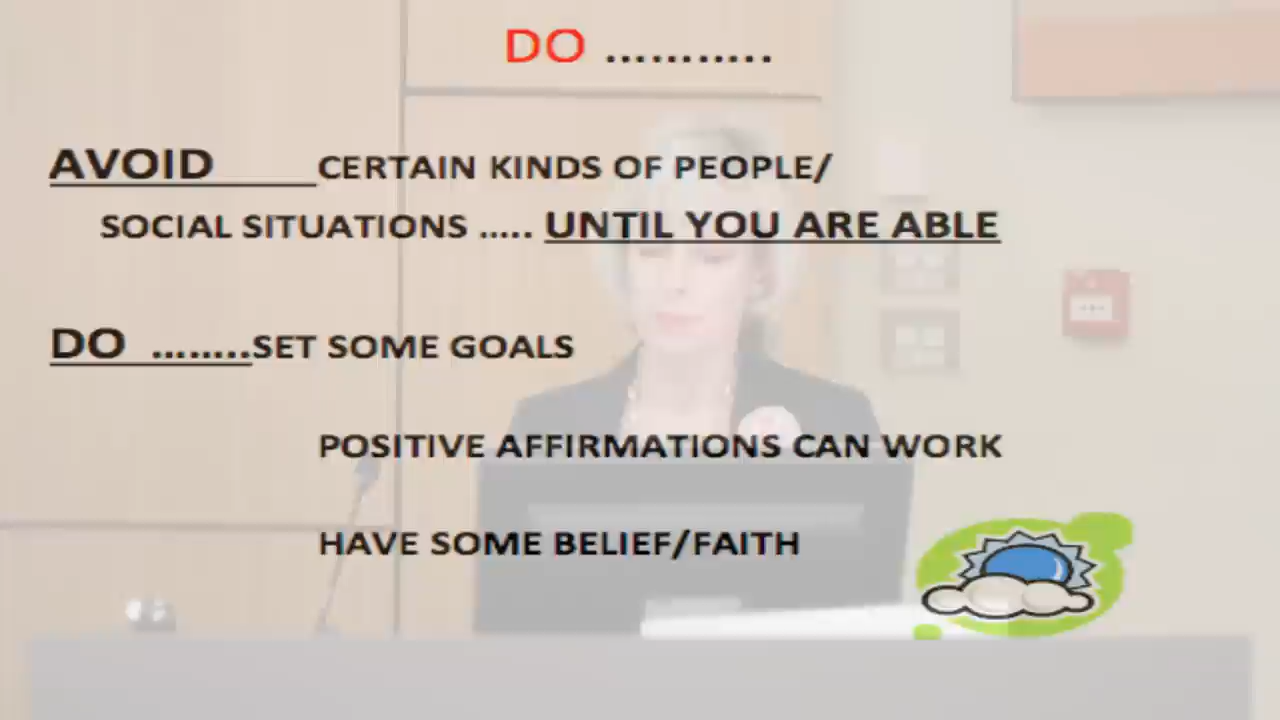 DO ...........
AVOID CERTAIN KINDS OF PEOPLE/
SOCIAL SITUATIONS ..... UNTIL YOU ARE ABLE
DO ........SET SOME GOALS
POSITIVE AFFIRMATIONS CAN WORK
HAVE SOME BELIEF/FAITH